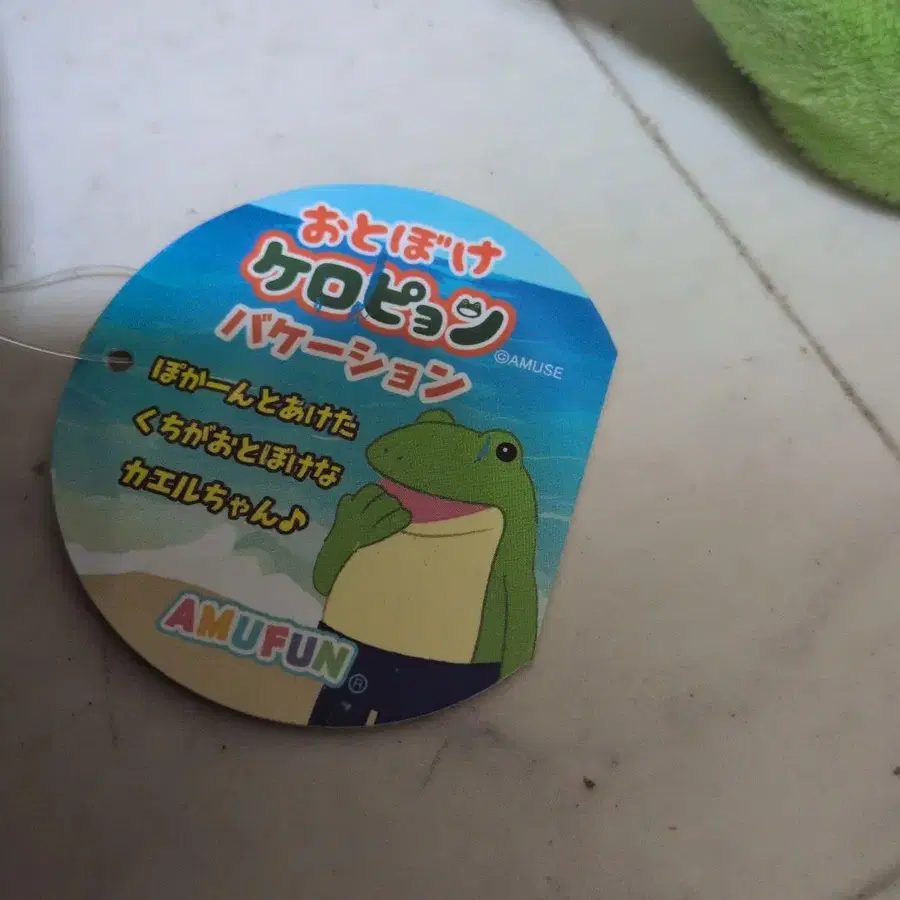 おとぼけ
ケロピョン
バケーション
©AMUSE
ぽかーんとあけた
くちがおとぼけな
カエルちゃん♪
AMUFUN®